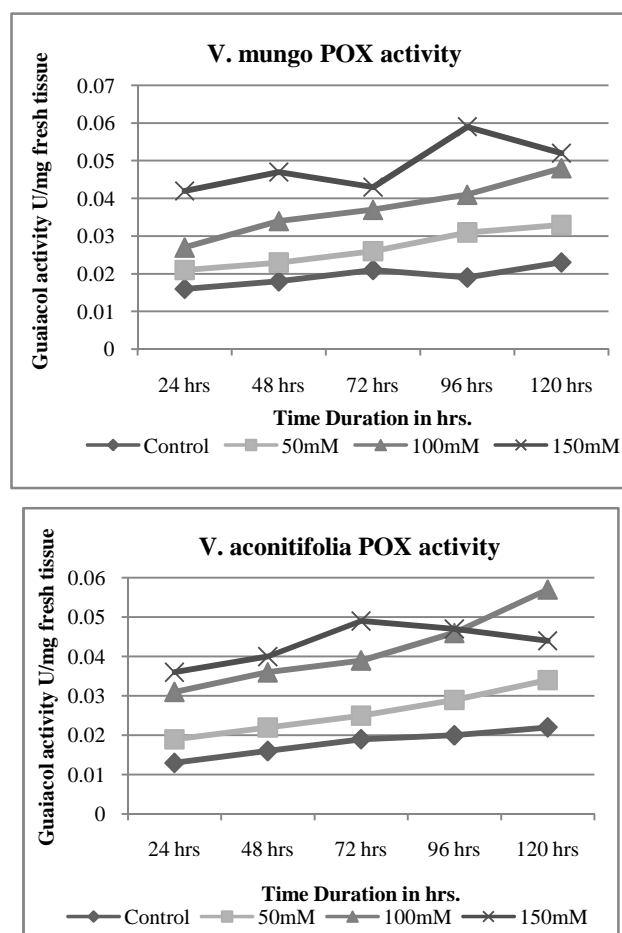 V. mungo POX activity
Guaiacol activity U/mg fresh tissue
0.07
0.06
0.05
0.04
0.03
0.02
0.01
0
24 hrs 48 hrs 72 hrs 96 hrs 120 hrs
Time Duration in hrs.
Control 50mM 100mM 150mM
V. aconitifolia POX activity
Guaiacol activity U/mg fresh tissue
0.06
0.05
0.04
0.03
0.02
0.01
0
24 hrs 48 hrs 72 hrs 96 hrs 120 hrs
Time Duration in hrs.
Control 50mM 100mM 150mM